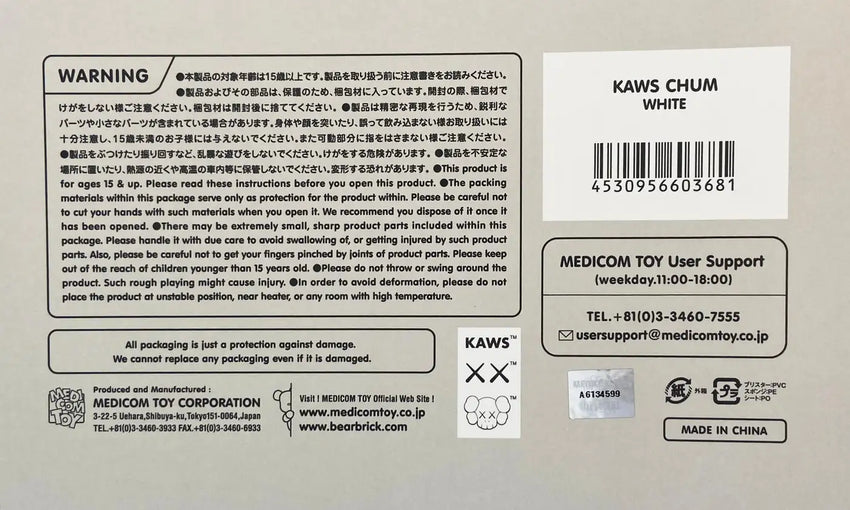 WARNING
●本製品の対象年齢は15歳以上です。製品を取り扱う前に注意書きをお読みください。
●製品およびその部品は、保護のため、梱包材に入っています。開封の際、梱包材で
けがをしない様ご注意ください。梱包材は開封後に捨ててください。●製品は精密な再現を行うため、鋭利な
パーツや小さなパーツが含まれている場合があります。身体や顔を突いたり、誤って飲み込まない様お取り扱いには
十分注意し、15歳未満のお子様には与えないでください。また可動部分に指をはさまない様ご注意ください。
●製品をぶつけたり振り回すなど、乱暴な遊びをしないでください。けがをする危険があります。●製品を不安定な
場所に置いたり、熱源の近くや高温の車内等に保管しないでください。変形する恐れがあります。●This product is
for ages 15 & up. Please read these instructions before you open this product. ●The packing
materials within this package serve only as protection for the product within. Please be careful not
to cut your hands with such materials when you open it. We recommend you dispose of it once it
has been opened. ●There may be extremely small, sharp product parts included within this
package. Please handle it with due care to avoid swallowing of, or getting injured by such product
parts. Also, please be careful not to get your fingers pinched by joints of product parts. Please keep
out of the reach of children younger than 15 years old. ●Please do not throw or swing around the
product. Such rough playing might cause injury. ●In order to avoid deformation, please do not
place the product at unstable position, near heater, or any room with high temperature.
All packaging is just a protection against damage.
We cannot replace any packaging even if it is damaged.
MEDI
COM
TOY
Produced and Manufactured :
MEDICOM TOY CORPORATION
3-22-5 Uehara,Shibuya-ku,Tokyo151-0064,Japan
TEL.+81(0)3-3460-3933 FAX.+81(0)3-3460-6933
Visit ! MEDICOM TOY Official Web Site !
www.medicomtoy.co.jp
www.bearbrick.com
KAWS™
XX™
™
KAWS CHUM
WHITE
4530956603681
MEDICOM TOY User Support
(weekday.11:00-18:00)
TEL.+81(0)3-3460-7555
usersupport@medicomtoy.co.jp
MEDICOM TOY
A6134599
紙
外箱
プラ
ブリスター:PVC
スポンジ:PE
シート:PO
MADE IN CHINA